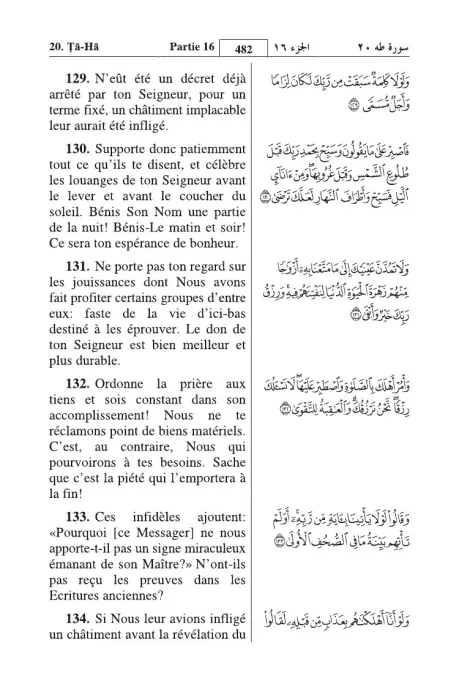 20. Ṭā-Hā Partie 16 482 الجزء ١٦ سورة طه ٢٠
129. N'eût été un décret déjà
arrêté par ton Seigneur, pour un
terme fixé, un châtiment implacable
leur aurait été infligé.
وَلَوْلَا كَلِمَةٌ سَبَقَتْ مِن رَّبِّكَ لَكَانَ لِزَامًا
وَأَجَلٌ مُّسَمًّى ١٢٩
130. Supporte donc patiemment
tout ce qu'ils te disent, et célèbre
les louanges de ton Seigneur avant
le lever et avant le coucher du
soleil. Bénis Son Nom une partie
de la nuit! Bénis-Le matin et soir!
Ce sera ton espérance de bonheur.
فَاصْبِرْ عَلَىٰ مَا يَقُولُونَ وَسَبِّحْ بِحَمْدِ رَبِّكَ قَبْلَ
طُلُوعِ الشَّمْسِ وَقَبْلَ غُرُوبِهَا ۖ وَمِنْ ءَانَآيِٕ
الَّيْلِ فَسَبِّحْ وَأَطْرَافَ النَّهَارِ لَعَلَّكَ تَرْضَىٰ ١٣٠
131. Ne porte pas ton regard sur
les jouissances dont Nous avons
fait profiter certains groupes d'entre
eux: faste de la vie d'ici-bas
destiné à les éprouver. Le don de
ton Seigneur est bien meilleur et
plus durable.
وَلَا تَمُدَّنَّ عَيْنَيْكَ إِلَىٰ مَا مَتَّعْنَا بِهِۦٓ أَزْوَٰجًا
مِّنْهُمْ زَهْرَةَ الْحَيَوٰةِ الدُّنْيَا لِنَفْتِنَهُمْ فِيهِ ۚ وَرِزْقُ
رَبِّكَ خَيْرٌ وَأَبْقَىٰ ١٣١
132. Ordonne la prière aux
tiens et sois constant dans son
accomplissement! Nous ne te
réclamons point de biens matériels.
C'est, au contraire, Nous qui
pourvoirons à tes besoins. Sache
que c'est la piété qui l'emportera à
la fin!
وَأْمُرْ أَهْلَكَ بِالصَّلَوٰةِ وَاصْطَبِرْ عَلَيْهَا ۖ لَا نَسْـَٔلُكَ
رِزْقًا ۖ نَّحْنُ نَرْزُقُكَ ۗ وَالْعَٰقِبَةُ لِلتَّقْوَىٰ ١٣٢
133. Ces infidèles ajoutent:
«Pourquoi [ce Messager] ne nous
apporte-t-il pas un signe miraculeux
émanant de son Maître?» N'ont-ils
pas reçu les preuves dans les
Ecritures anciennes?
وَقَالُوا۟ لَوْلَا يَأْتِينَا بِـَٔايَةٍ مِّن رَّبِّهِۦٓ ۚ أَوَلَمْ
تَأْتِهِم بَيِّنَةُ مَا فِي الصُّحُفِ الْأُولَىٰ ١٣٣
134. Si Nous leur avions infligé
un châtiment avant la révélation du
وَلَوْ أَنَّآ أَهْلَكْنَٰهُم بِعَذَابٍ مِّن قَبْلِهِۦ لَقَالُوا۟